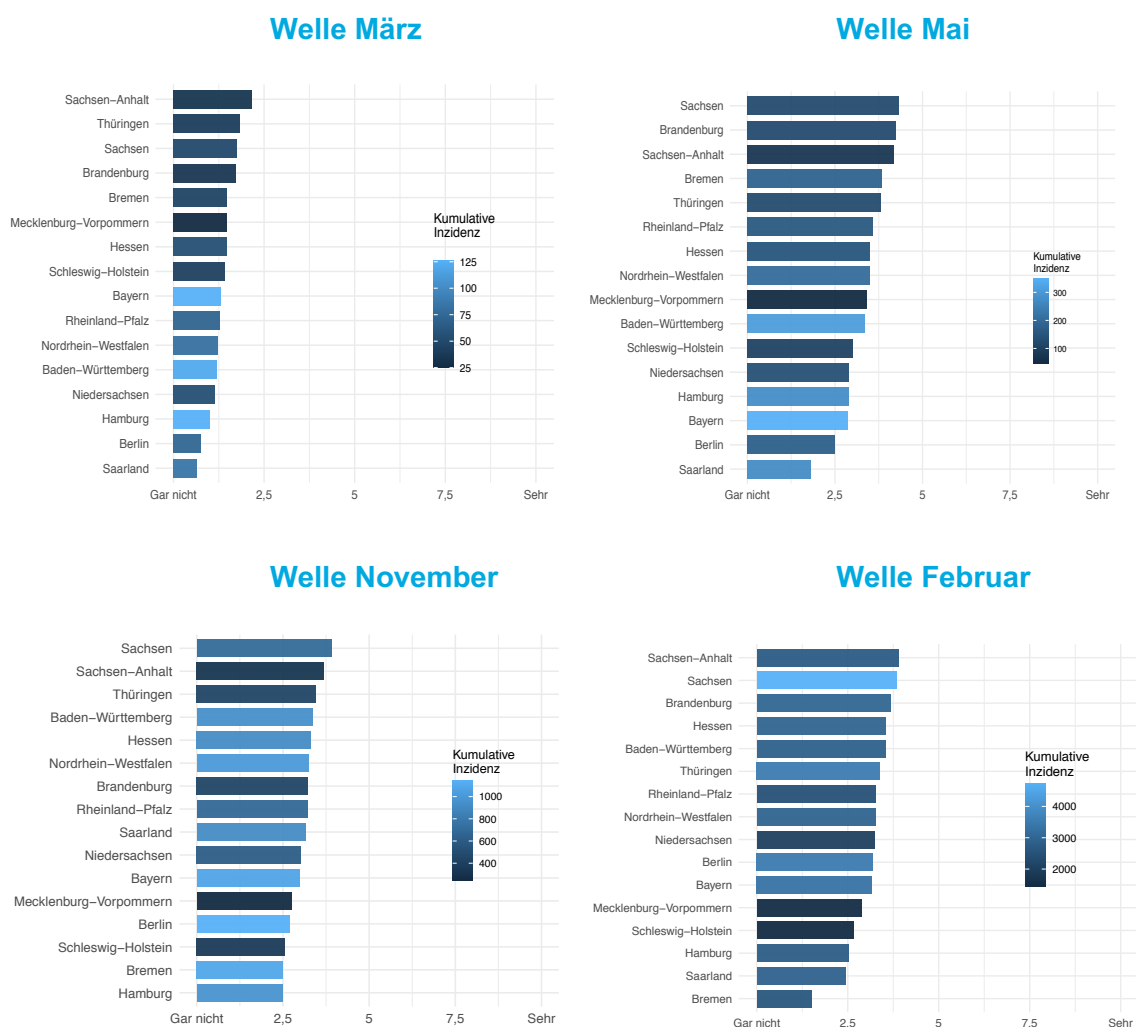 Welle März
Sachsen−Anhalt
Thüringen
Sachsen
Brandenburg
Bremen
Mecklenburg−Vorpommern
Hessen
Schleswig−Holstein
Bayern
Rheinland−Pfalz
Nordrhein−Westfalen
Baden−Württemberg
Niedersachsen
Hamburg
Berlin
Saarland
Gar nicht 2,5 5 7,5 Sehr
Kumulative
Inzidenz
125
100
75
50
25
Welle Mai
Sachsen
Brandenburg
Sachsen−Anhalt
Bremen
Thüringen
Rheinland−Pfalz
Hessen
Nordrhein−Westfalen
Mecklenburg−Vorpommern
Baden−Württemberg
Schleswig−Holstein
Niedersachsen
Hamburg
Bayern
Berlin
Saarland
Gar nicht 2,5 5 7,5 Sehr
Kumulative
Inzidenz
300
200
100
Welle November
Sachsen
Sachsen−Anhalt
Thüringen
Baden−Württemberg
Hessen
Nordrhein−Westfalen
Brandenburg
Rheinland−Pfalz
Saarland
Niedersachsen
Bayern
Mecklenburg−Vorpommern
Berlin
Schleswig−Holstein
Bremen
Hamburg
Gar nicht 2,5 5 7,5 Sehr
Kumulative
Inzidenz
1000
800
600
400
Welle Februar
Sachsen−Anhalt
Sachsen
Brandenburg
Hessen
Baden−Württemberg
Thüringen
Rheinland−Pfalz
Nordrhein−Westfalen
Niedersachsen
Berlin
Bayern
Mecklenburg−Vorpommern
Schleswig−Holstein
Hamburg
Saarland
Bremen
Gar nicht 2.5 5 7.5 Sehr
Kumulative
Inzidenz
4000
3000
2000